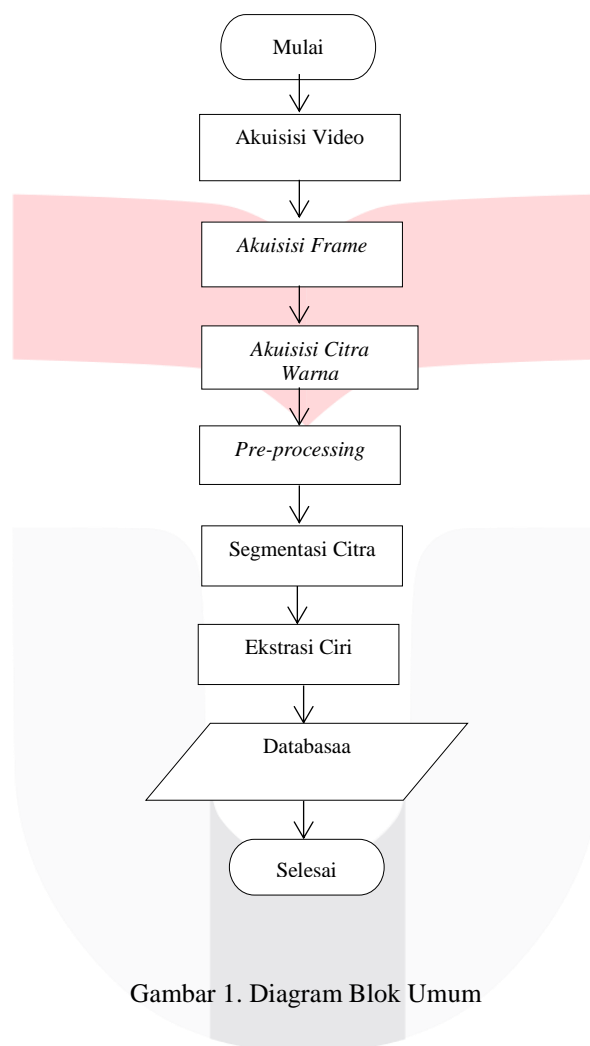 Mulai
Akuisisi Video
Akuisisi Frame
Akuisisi Citra
Warna
Pre-processing
Segmentasi Citra
Ekstrasi Ciri
Databasaa
Selesai
Gambar 1. Diagram Blok Umum